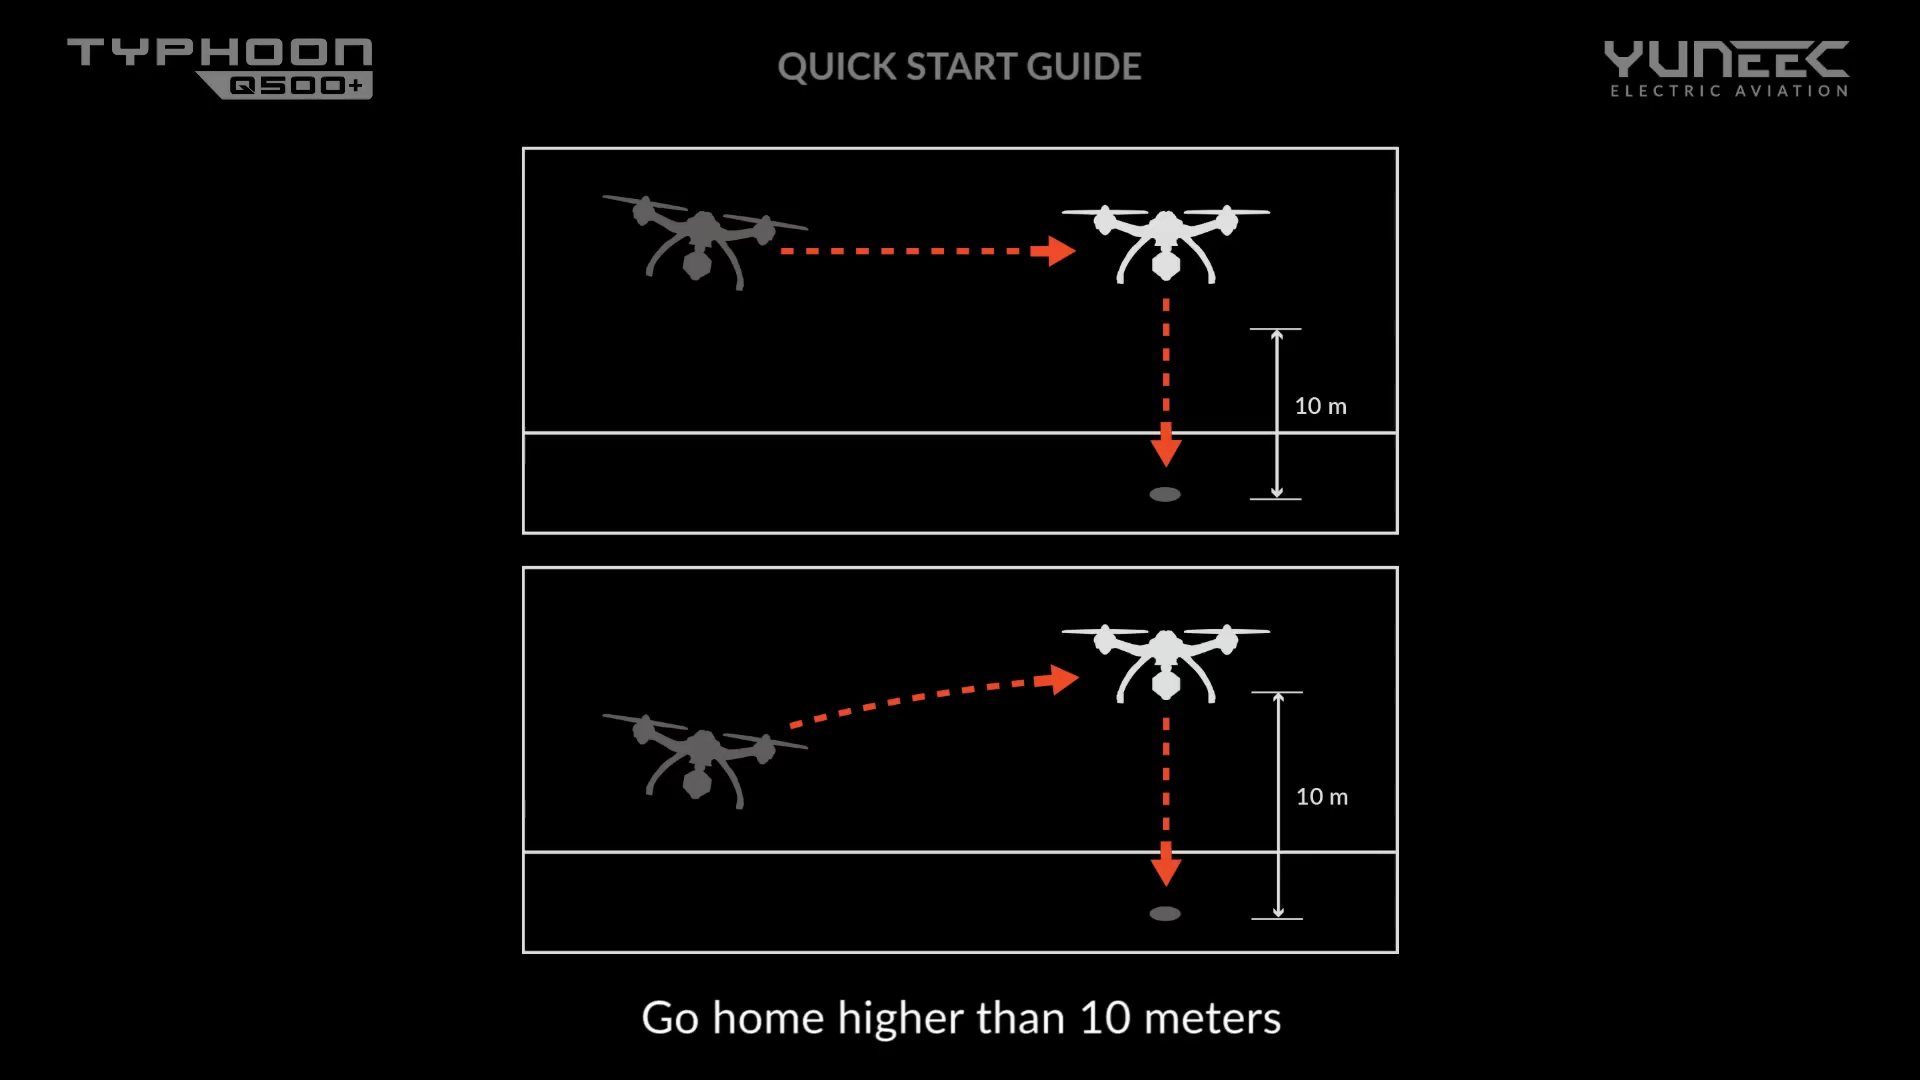 TYPHOON
Q500+
QUICK START GUIDE
YUNEEC
ELECTRIC AVIATION
10 m
10 m
Go home higher than 10 meters